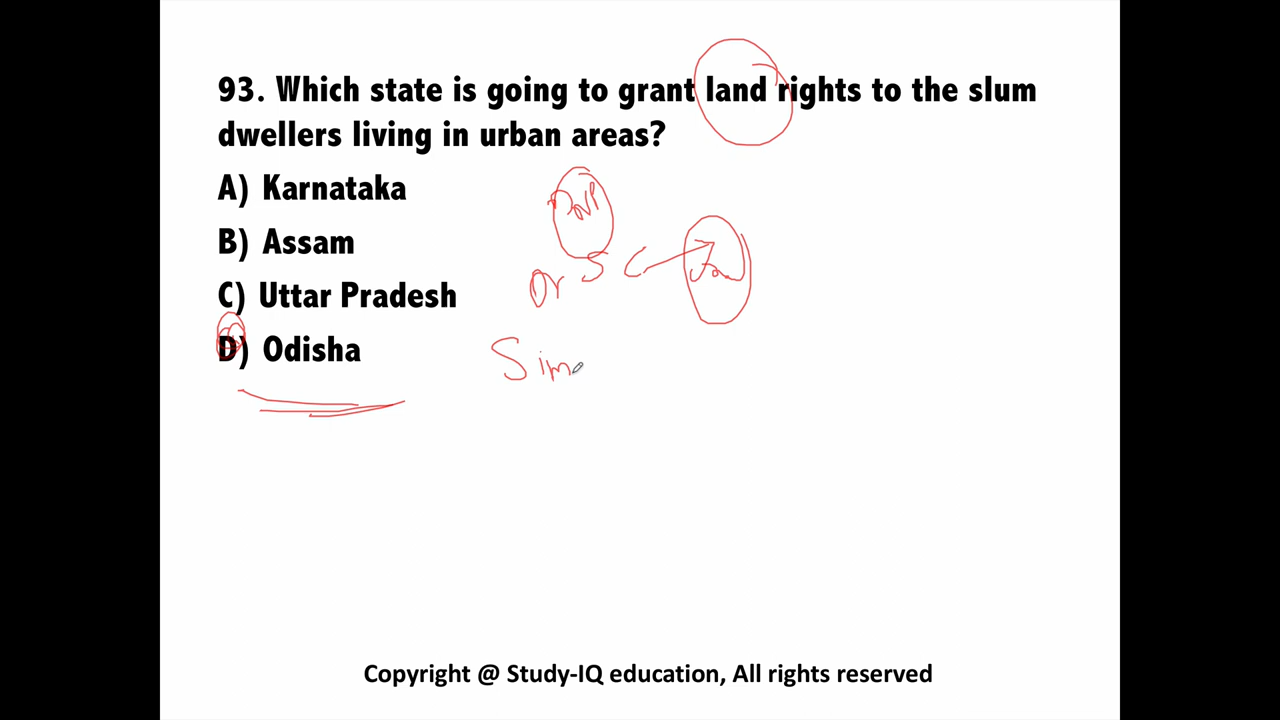 93. Which state is going to grant land rights to the slum
dwellers living in urban areas?
A) Karnataka
B) Assam
C) Uttar Pradesh
D) Odisha
Or S C
Sim
Copyright @ Study-IQ education, All rights reserved